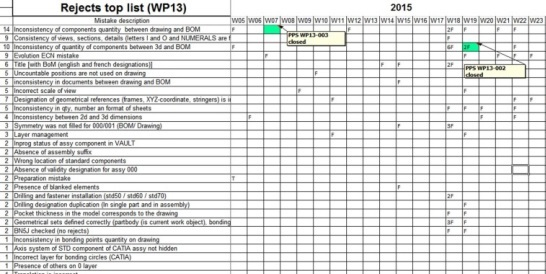 Rejects top list (WP13)
2015
Mistake description W05 W06 W07 W08 W09 W10 W11 W12 W13 W14 W15 W16 W17 W18 W19 W20 W21 W22 W23
14 Inconsistency of components quantity between drawing and BOM F F 2F F F F F
PPS WP13-003
closed
9 Consistency of views, sections, details (letters I and O and NUMERALS are f F
10 Inconsistency of quantity of components between 3d and BOM F 6F 2F F
9 Evolution ECN mistake F F F F F
PPS WP13-002
closed
6 Title [with BoM (english and french designations)] F F 2F
5 Uncountable positions are not used on drawing F
5 inconsistency in documents between drawing and BOM F F
5 Incorrect scale of view F F
7 Designation of geometrical references (frames, XYZ-coordinate, stringers) is i F F F
5 Inconsistency in qty, number an format of sheets F F F F F
4 Inconsistency between 2d and 3d dimensions F F F
3 Symmetry was not filled for 000/001 (BOM/ Drawing) F 3F
3 Layer management F F F
2 Inprog status of assy component in VAULT
2 Absence of assembly suffix
2 Wrong location of standard components
2 Absence of validity designation for assy 000
2 Preparation mistake ?
2 Presence of blanked elements F
2 Drilling and fastener installation (std50 / std60 / std70) 2F
2 Drilling designation duplication (In single part and in assembly) F F
2 Pocket thickness in the model corresponds to the drawing F F
2 Geometrical sets defined correctly (partbody (is current work object), bonding 3F F
2 BNSJ checked (no rejects) F F
1 Inconsistency in bonding points quantity on drawing
1 Axis system of STD component of CATIA assy not hidden
1 Incorrect layer for bonding circles (CATIA)
1 Presence of others on 0 layer